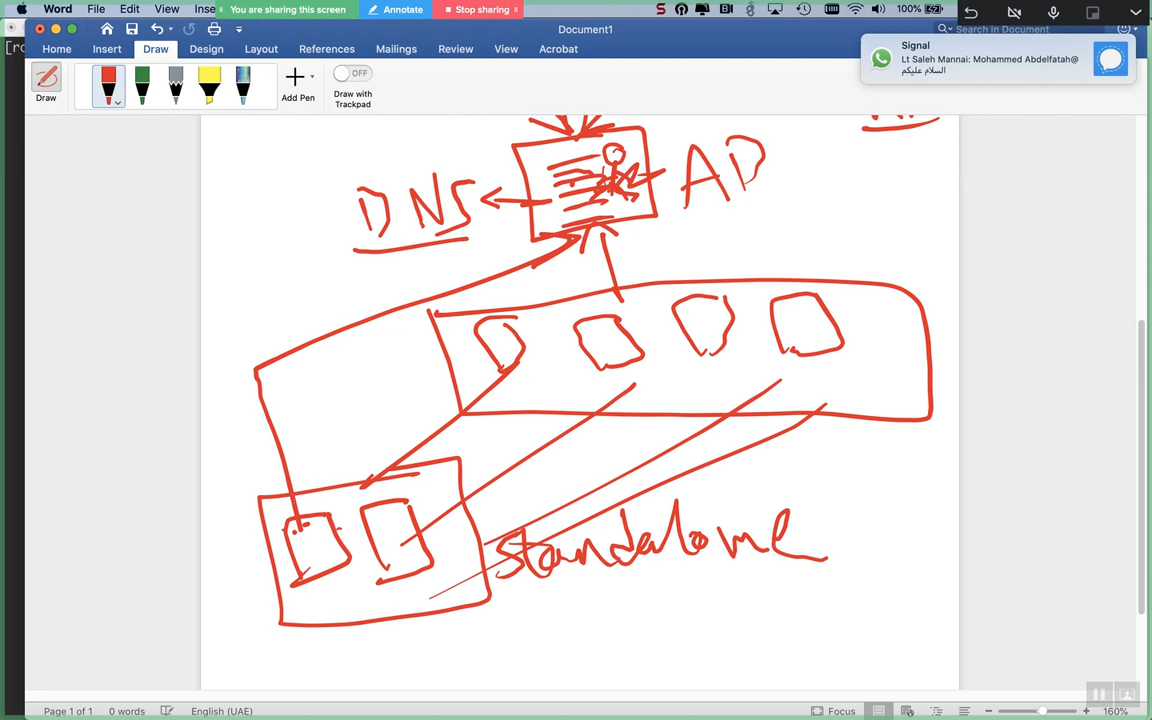 Word File Edit View Inse You are sharing this screen Annotate Stop sharing 100%
Document1 Search in Document
Home Insert Draw Design Layout References Mailings Review View Acrobat
Signal
Lt Saleh Mannai: Mohammed Abdelfatah@
السلام عليكم
OFF
Draw Add Pen Draw with
Trackpad
DNS AD
standalone
Page 1 of 1 0 words English (UAE) Focus 160%